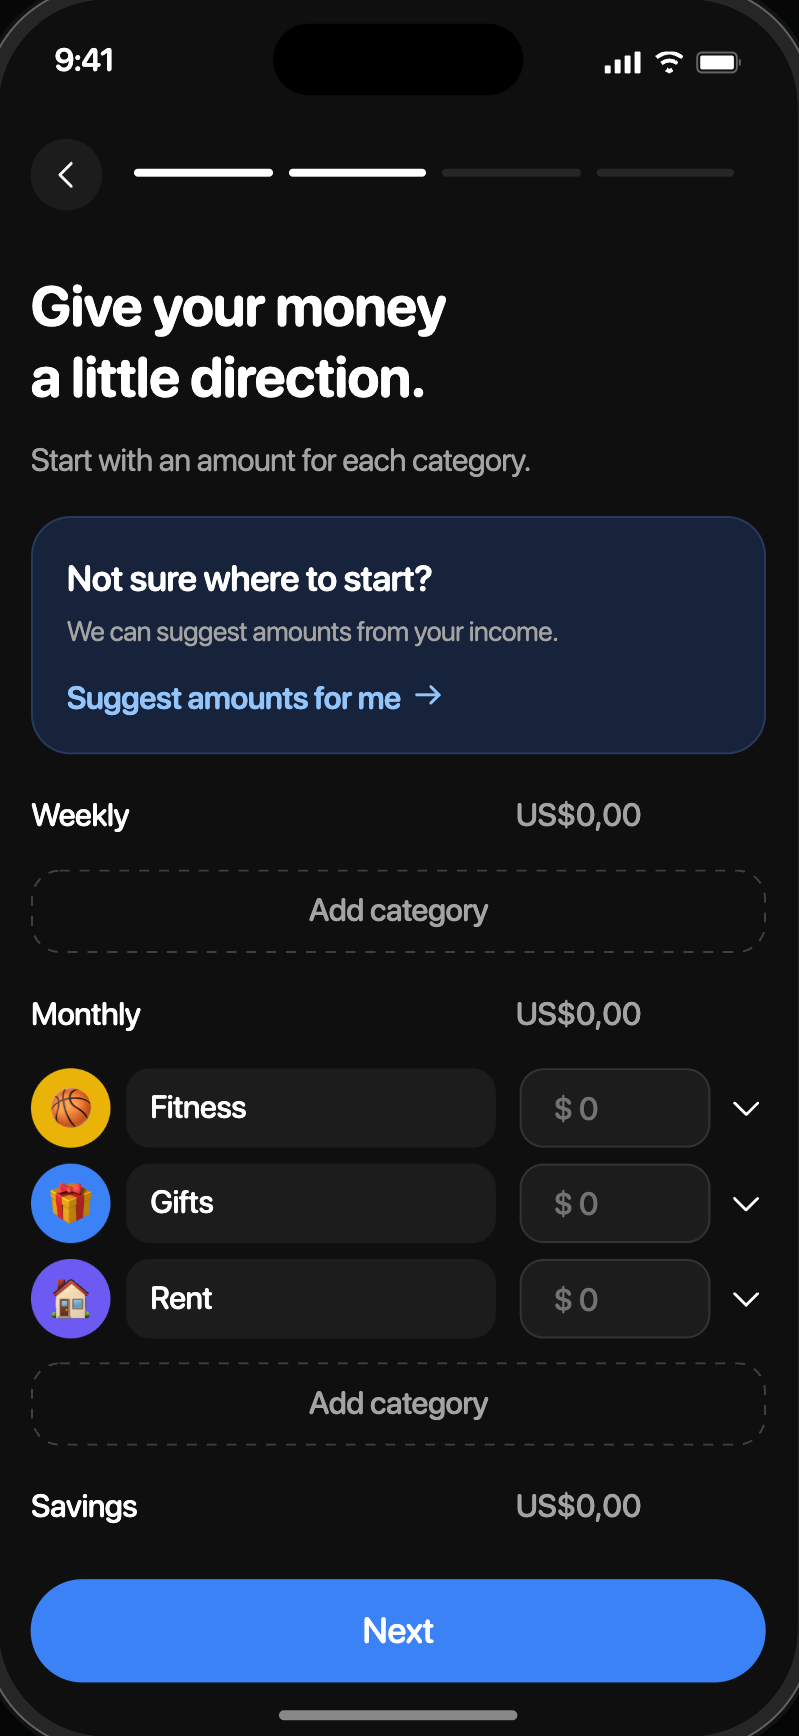 9:41
Give your money
a little direction.
Start with an amount for each category.
Not sure where to start?
We can suggest amounts from your income.
Suggest amounts for me →
Weekly US$0,00
Add category
Monthly US$0,00
Fitness $ 0
Gifts $ 0
Rent $ 0
Add category
Savings US$0,00
Next